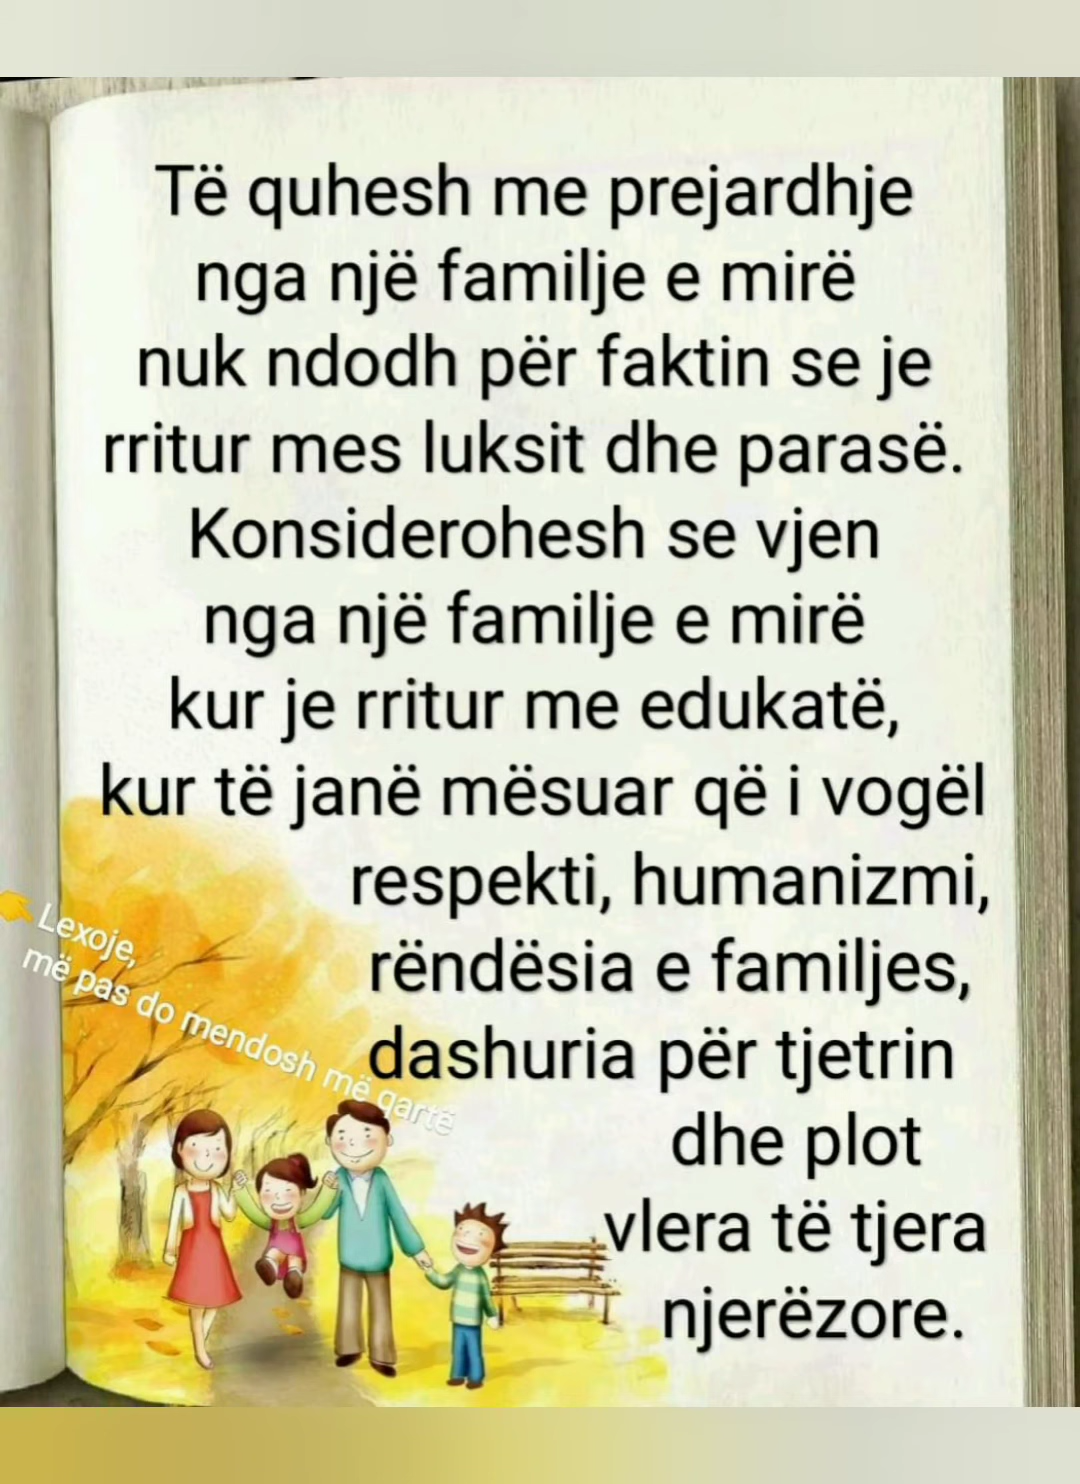 Të quhesh me prejardhje
nga një familje e mirë
nuk ndodh për faktin se je
rritur mes luksit dhe parasë.
Konsiderohesh se vjen
nga një familje e mirë
kur je rritur me edukatë,
kur të janë mësuar që i vogël
respekti, humanizmi,
rëndësia e familjes,
dashuria për tjetrin
dhe plot
vlera të tjera
njerëzore.
👈 Lexoje,
më pas do mendosh më qartë